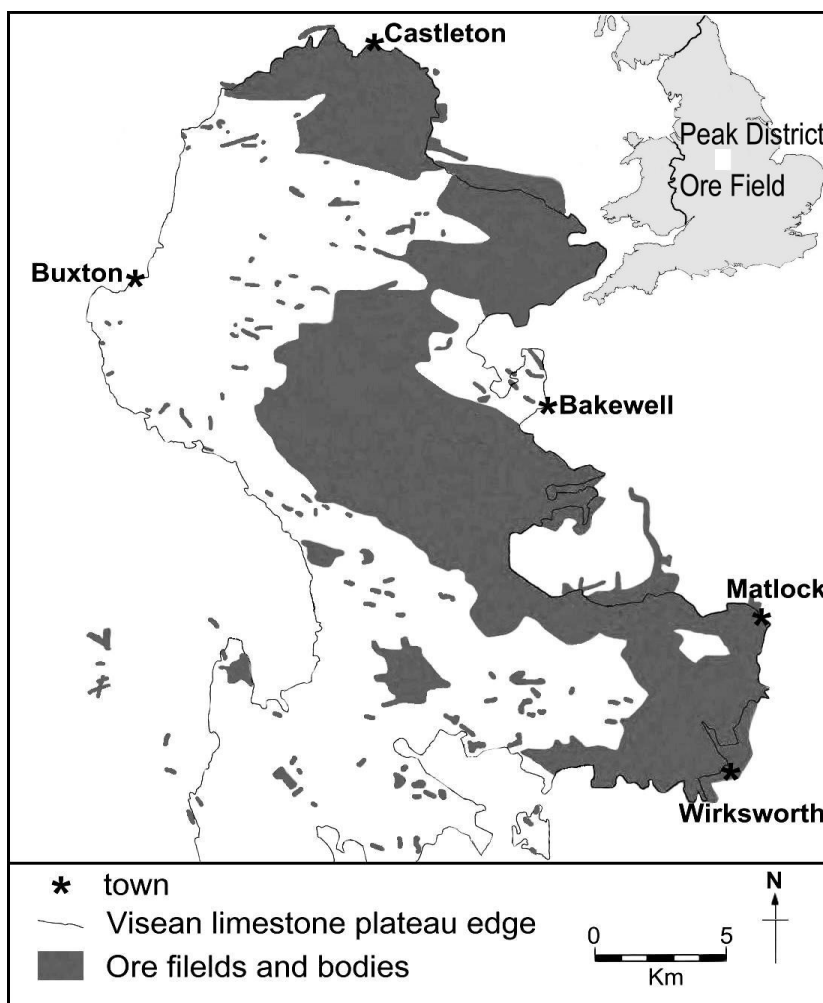 Castleton
Peak District
Ore Field
Buxton
Bakewell
Matlock
Wirksworth
* town
Visean limestone plateau edge
Ore filelds and bodies
N
0 5
Km